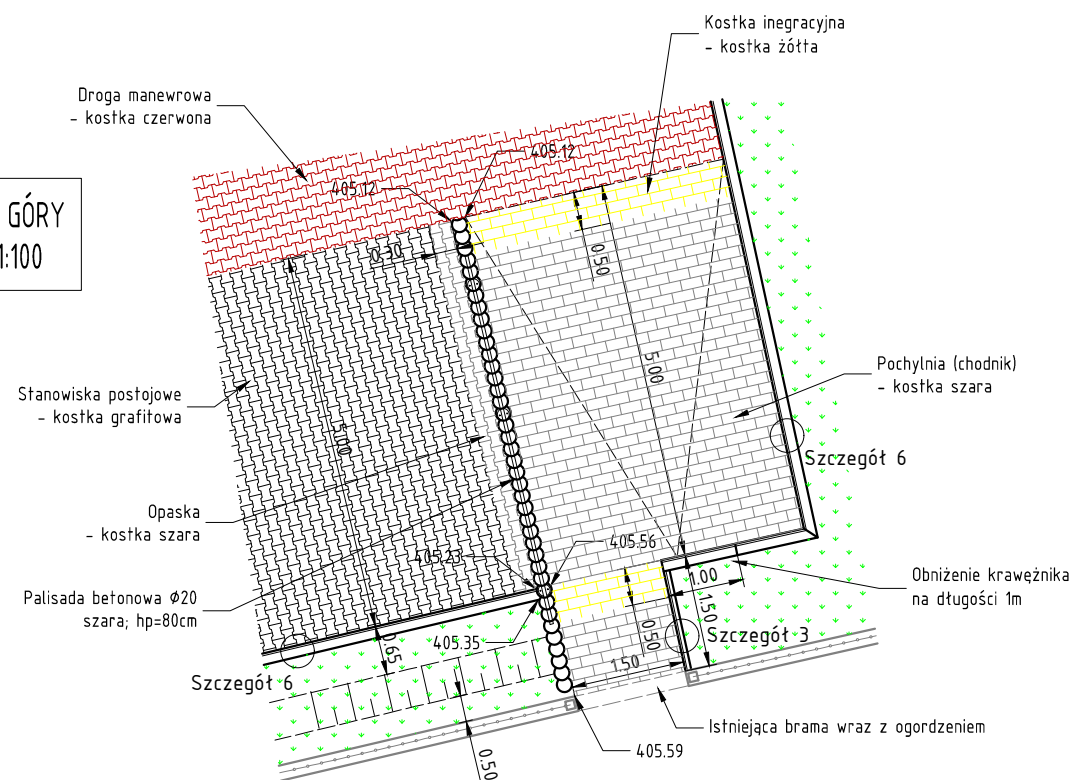 Kostka inegracyjna
- kostka żółta
Droga manewrowa
- kostka czerwona
405.12
405.12
GÓRY
1:100
0.30
0.50
5.00
Pochylnia (chodnik)
- kostka szara
Stanowiska postojowe
- kostka grafitowa
5.00
Szczegół 6
Opaska
- kostka szara
405.23
405.56
1.00
Obniżenie krawężnika
na długości 1m
Palisada betonowa Ø20
szara; hp=80cm
1.50
0.50
Szczegół 3
405.35
0.65
1.50
Szczegół 6
Istniejąca brama wraz z ogordzeniem
405.59
0.50